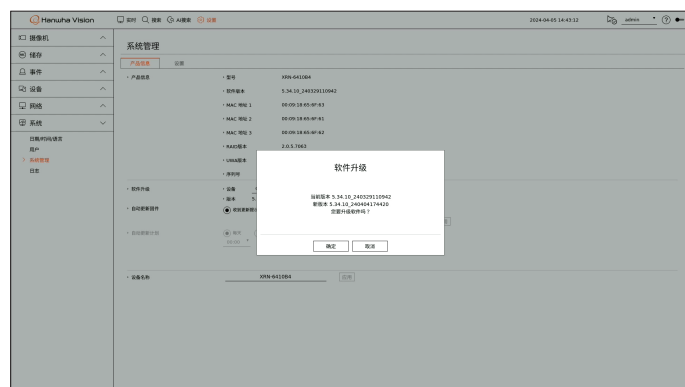 Hanwha Vision
实时 搜索 AI搜索 设置
2024-04-05 14:43:12
admin
摄像机
储存
事件
设备
网络
系统
日期/时间/语言
用户
系统管理
日志
系统管理
产品信息 设置
产品信息
型号 XRN-6410B4
软件版本 5.34.10_240329110942
MAC 地址 1 00:09:18:65:6F:63
MAC 地址 2 00:09:18:65:6F:61
MAC 地址 3 00:09:18:65:6F:62
RAID版本 2.0.5.7063
UWA版本
序列号
软件升级
设备
版本 5.
自动更新固件
自动更新计划
每天
00:00
设备名称 XRN-6410B4 应用
软件升级
当前版本 5.34.10_240329110942
新版本 5.34.10_240404174420
您要升级软件吗？
确定 取消